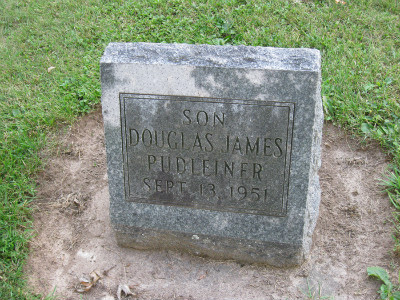 SON
DOUGLAS JAMES
PUDLEINER
SEPT. 13, 1951